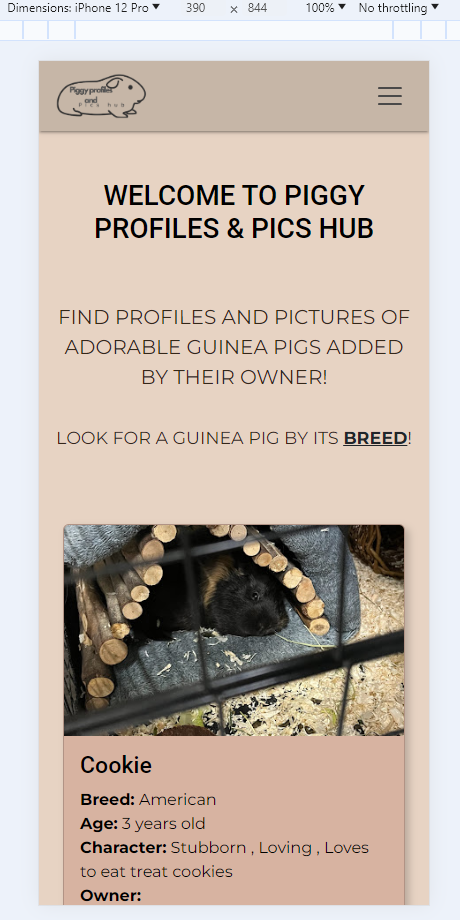 Dimensions: iPhone 12 Pro ▼ 390 × 844 100% ▼ No throttling ▼
Piggy profiles
and
Pics hub
WELCOME TO PIGGY
PROFILES & PICS HUB
FIND PROFILES AND PICTURES OF
ADORABLE GUINEA PIGS ADDED
BY THEIR OWNER!
LOOK FOR A GUINEA PIG BY ITS BREED!
Cookie
Breed: American
Age: 3 years old
Character: Stubborn , Loving , Loves
to eat treat cookies
Owner: